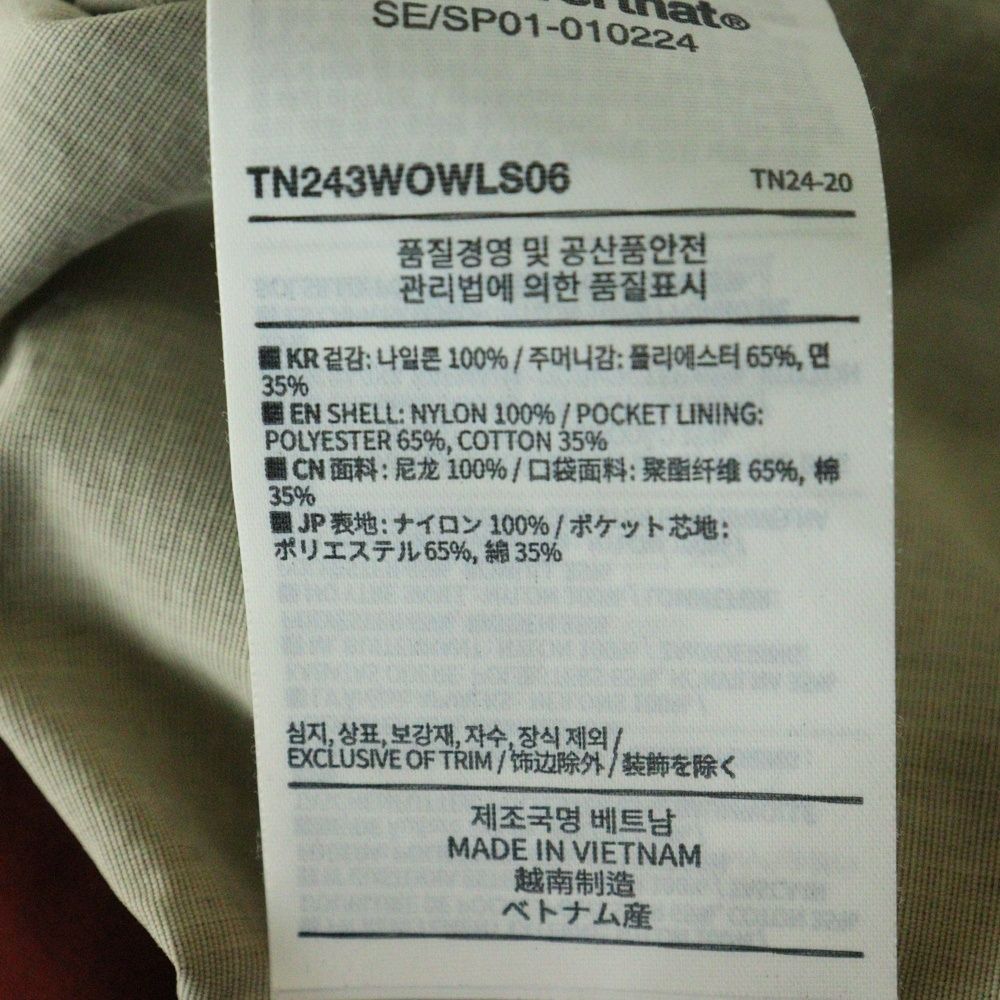 SE/SP01-010224
TN243WOWLS06 TN24-20
품질경영 및 공산품안전
관리법에 의한 품질표시
KR 겉감: 나일론 100% / 주머니감: 폴리에스터 65%, 면
35%
EN SHELL: NYLON 100% / POCKET LINING:
POLYESTER 65%, COTTON 35%
CN 面料: 尼龙 100% / 口袋面料: 聚酯纤维 65%, 棉
35%
JP 表地: ナイロン 100% / ポケット芯地:
ポリエステル 65%, 綿 35%
심지, 상표, 보강재, 자수, 장식 제외 /
EXCLUSIVE OF TRIM / 饰边除外 / 装飾を除く
제조국명 베트남
MADE IN VIETNAM
越南制造
ベトナム産